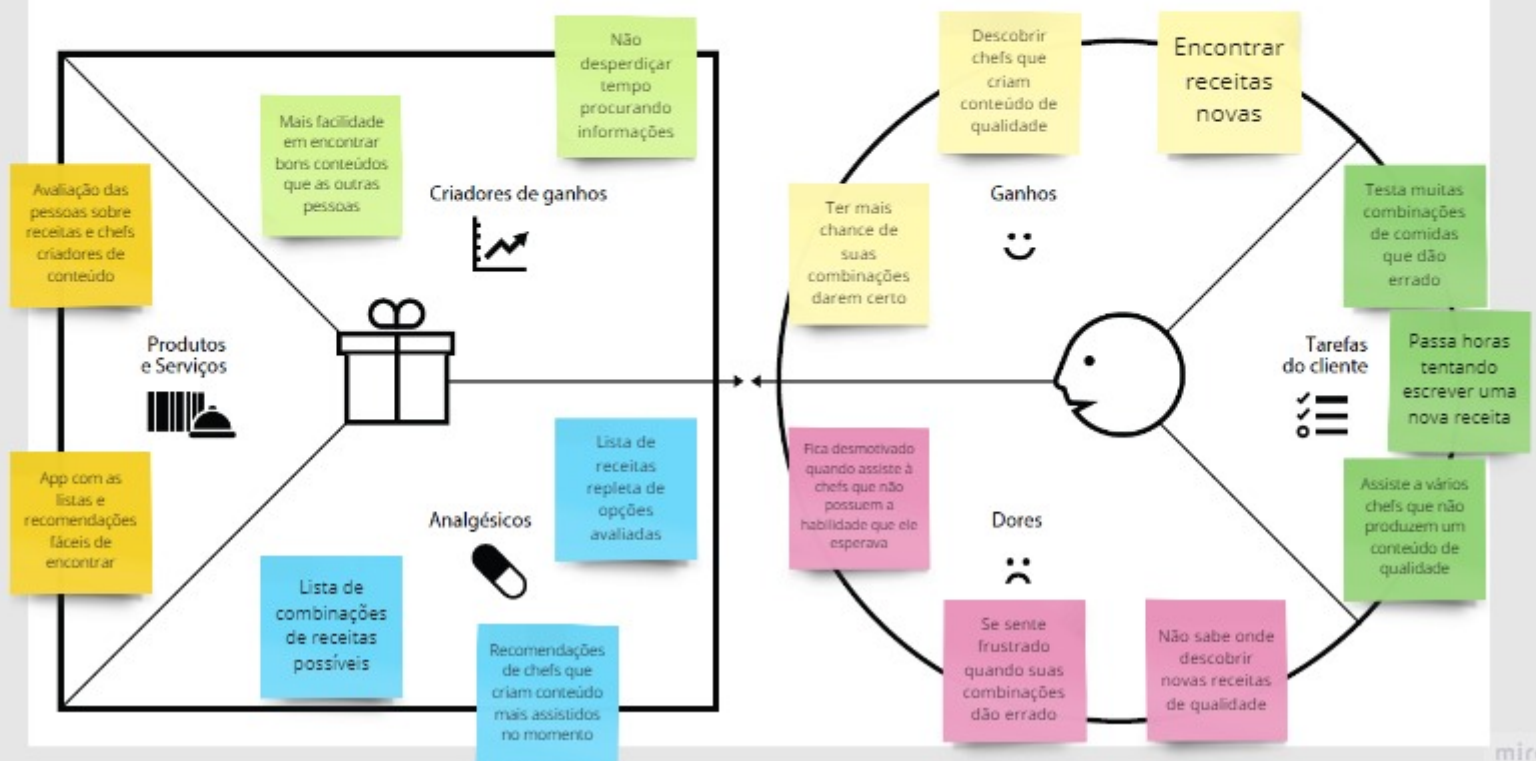 Não
desperdiçar
tempo
procurando
informações
Mais facilidade
em encontrar
bons conteúdos
que as outras
pessoas
Criadores de ganhos
Avaliação das
pessoas sobre
receitas e chefs
criadores de
conteúdo
Produtos
e Serviços
App com as
listas e
recomendações
fáceis de
encontrar
Analgésicos
Lista de
receitas
repleta de
opções
avaliadas
Lista de
combinações
de receitas
possíveis
Recomendações
de chefs que
criam conteúdo
mais assistidos
no momento
Descobrir
chefs que
criam
conteúdo de
qualidade
Encontrar
receitas
novas
Ter mais
chance de
suas
combinações
darem certo
Ganhos
Testa muitas
combinações
de comidas
que dão
errado
Tarefas
do cliente
Passa horas
tentando
escrever uma
nova receita
Assiste a vários
chefs que não
produzem um
conteúdo de
qualidade
Fica desmotivado
quando assiste à
chefs que não
possuem a
habilidade que ele
esperava
Dores
Se sente
frustrado
quando suas
combinações
dão errado
Não sabe onde
descobrir
novas receitas
de qualidade